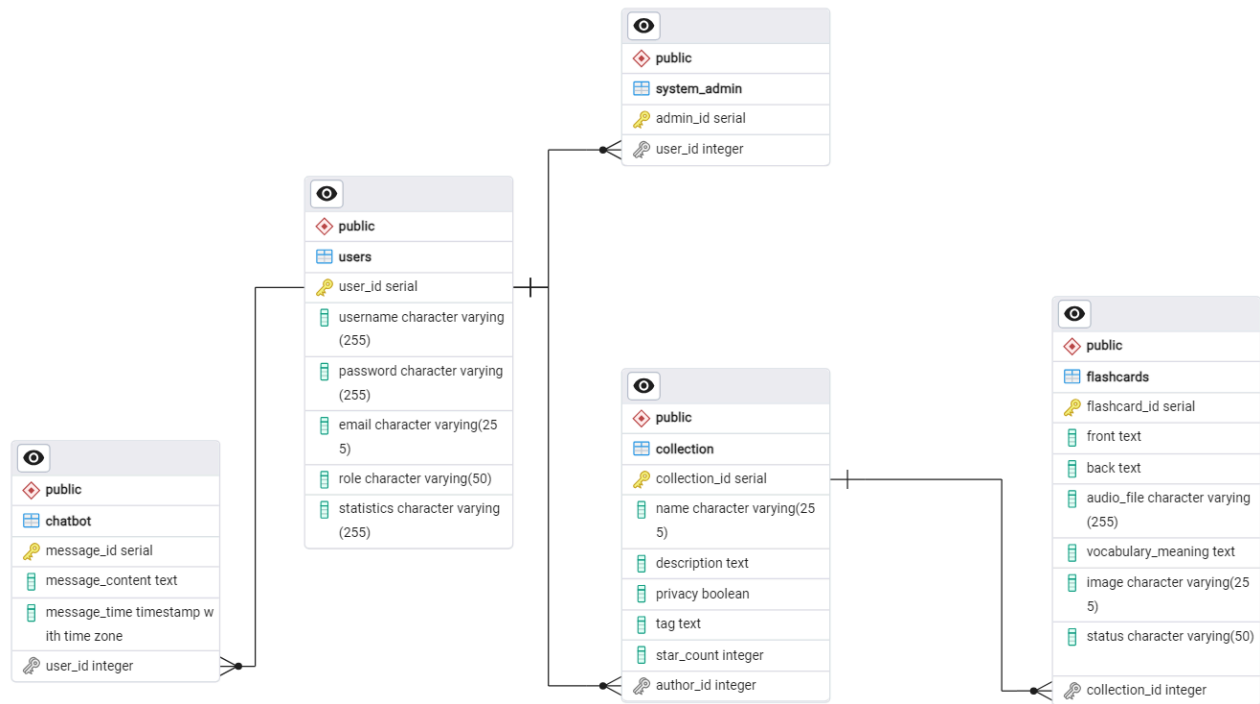 public
system_admin
admin_id serial
user_id integer
public
users
user_id serial
username character varying
(255)
password character varying
(255)
email character varying(25
5)
role character varying(50)
statistics character varying
(255)
public
chatbot
message_id serial
message_content text
message_time timestamp w
ith time zone
user_id integer
public
collection
collection_id serial
name character varying(25
5)
description text
privacy boolean
tag text
star_count integer
author_id integer
public
flashcards
flashcard_id serial
front text
back text
audio_file character varying
(255)
vocabulary_meaning text
image character varying(25
5)
status character varying(50)
collection_id integer